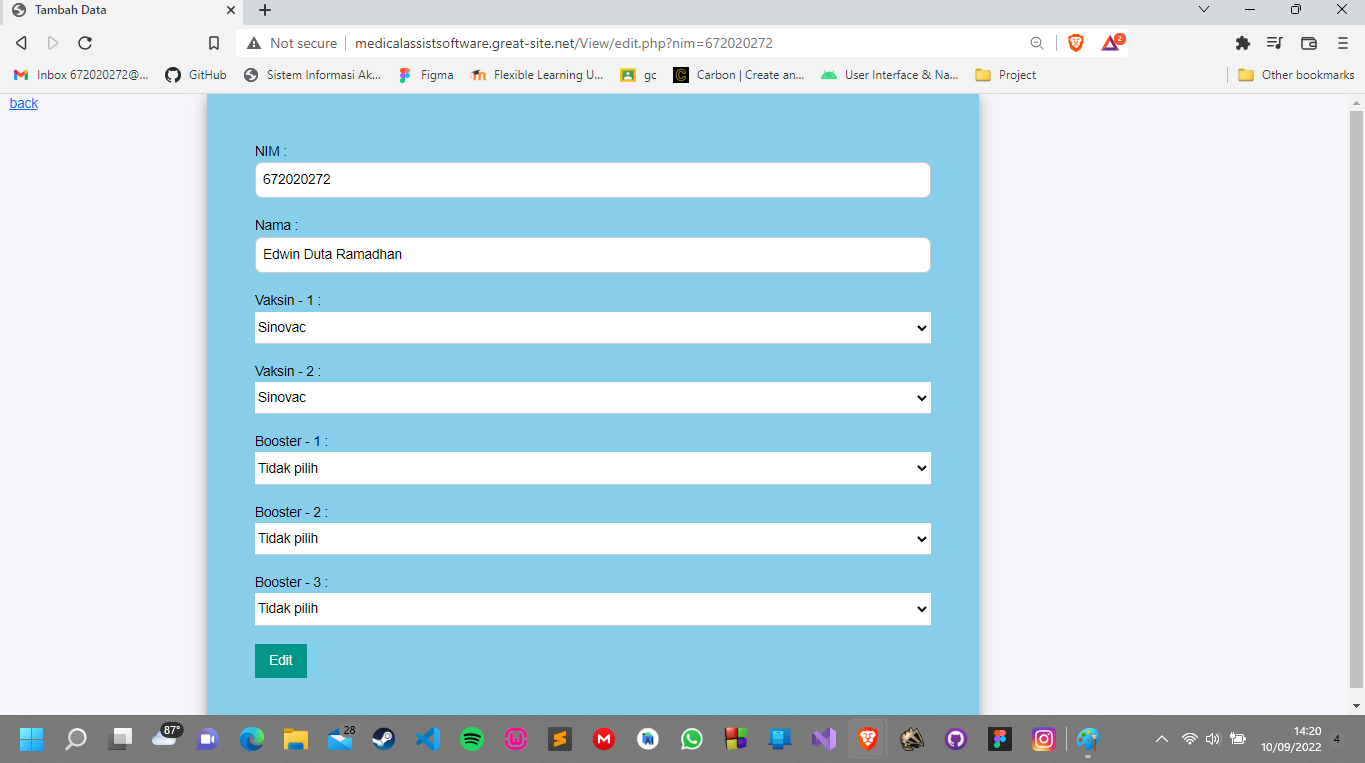 Tambah Data
Not secure
medicalassistsoftware.great-site.net/View/edit.php?nim=672020272
2
Inbox 672020272@...
GitHub
Sistem Informasi Ak...
Figma
Flexible Learning U...
gc
Carbon | Create an...
User Interface & Na...
Project
Other bookmarks
back
NIM :
672020272
Nama :
Edwin Duta Ramadhan
Vaksin - 1 :
Sinovac
Vaksin - 2 :
Sinovac
Booster - 1 :
Tidak pilih
Booster - 2 :
Tidak pilih
Booster - 3 :
Tidak pilih
Edit
87°
28
14:20
10/09/2022
4